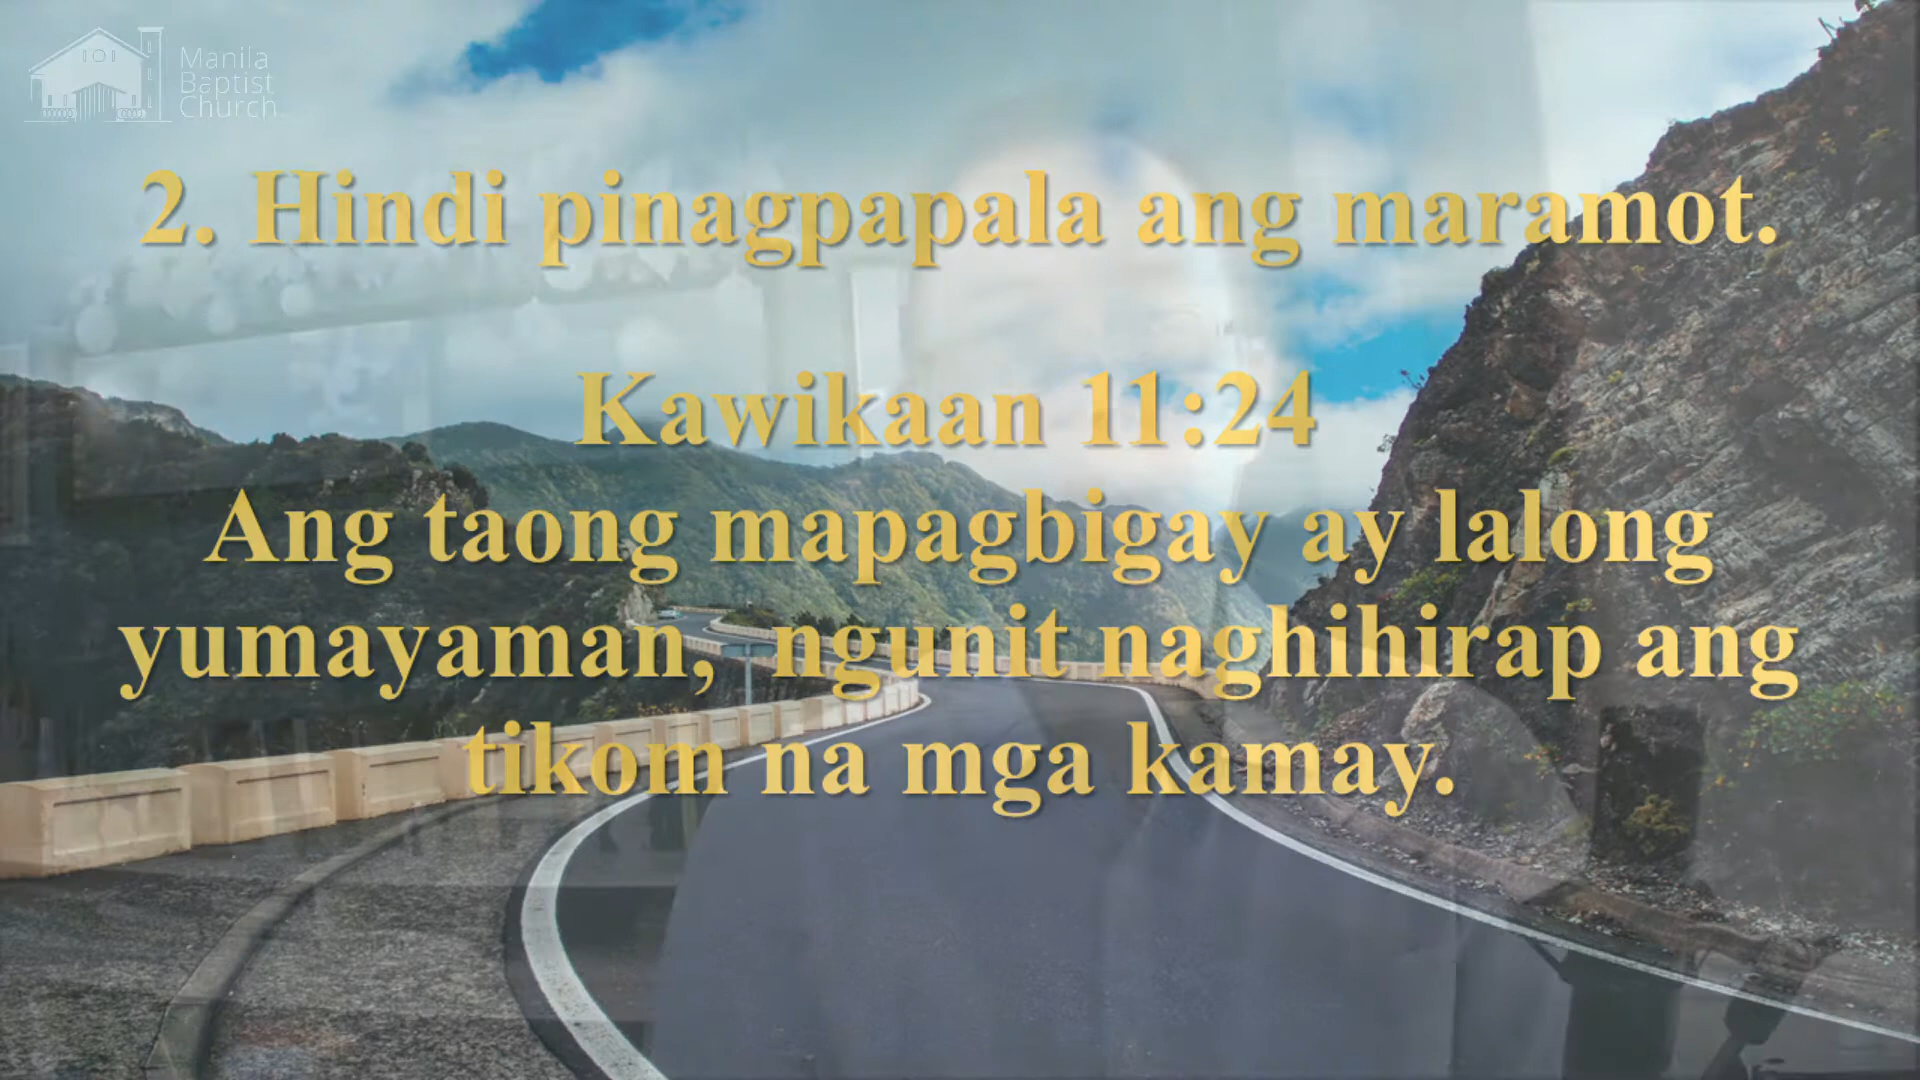 Manila
Baptist
Church
2. Hindi pinagpapala ang maramot.
Kawikaan 11:24
Ang taong mapagbigay ay lalong
yumayaman, ngunit naghihirap ang
tikom na mga kamay.